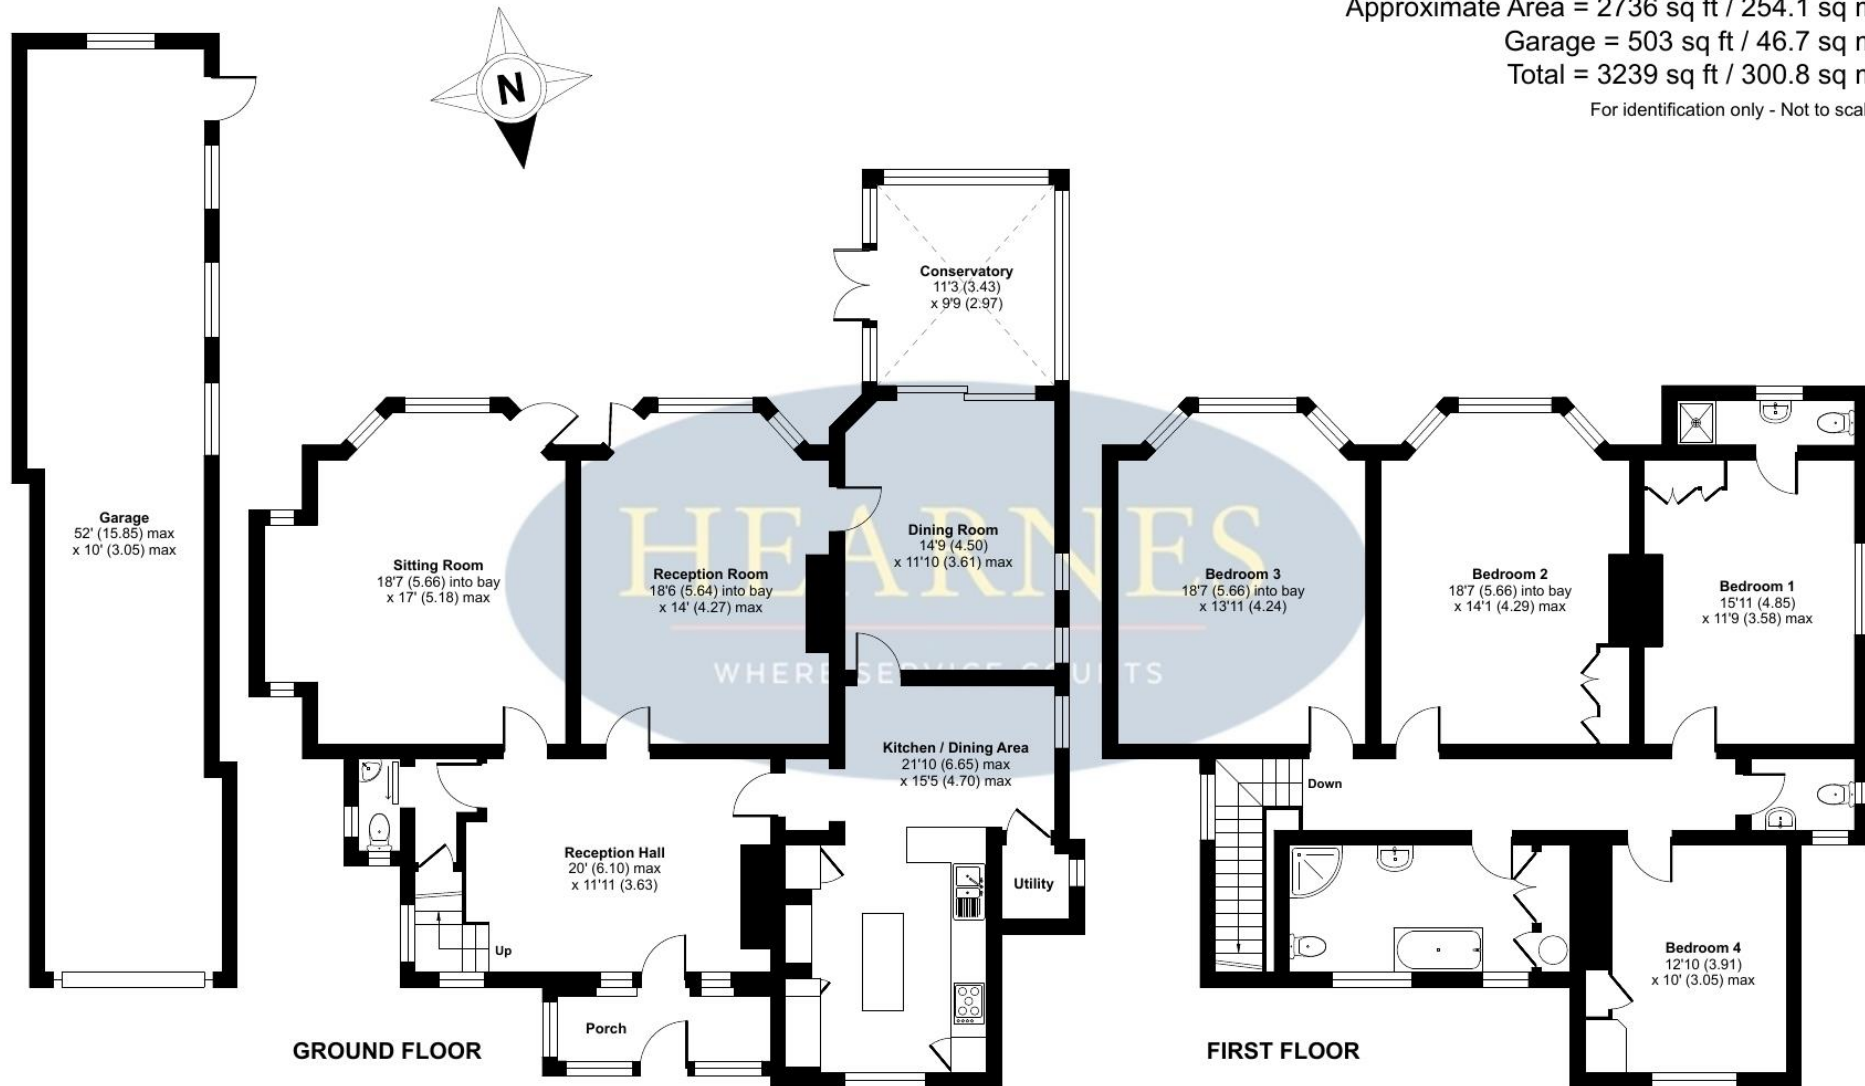 Approximate Area = 2736 sq ft / 254.1 sq m
Garage = 503 sq ft / 46.7 sq m
Total = 3239 sq ft / 300.8 sq m
For identification only - Not to scale
N
Conservatory
11'3 (3.43)
x 9'9 (2.97)
Garage
52' (15.85) max
x 10' (3.05) max
Sitting Room
18'7 (5.66) into bay
x 17' (5.18) max
Reception Room
18'6 (5.64) into bay
x 14' (4.27) max
Dining Room
14'9 (4.50)
x 11'10 (3.61) max
Bedroom 3
18'7 (5.66) into bay
x 13'11 (4.24)
Bedroom 2
18'7 (5.66) into bay
x 14'1 (4.29) max
Bedroom 1
15'11 (4.85)
x 11'9 (3.58) max
HEARNES
WHERE SERVICE COUNTS
Kitchen / Dining Area
21'10 (6.65) max
x 15'5 (4.70) max
Down
Reception Hall
20' (6.10) max
x 11'11 (3.63)
Utility
Up
Bedroom 4
12'10 (3.91)
x 10' (3.05) max
Porch
GROUND FLOOR
FIRST FLOOR